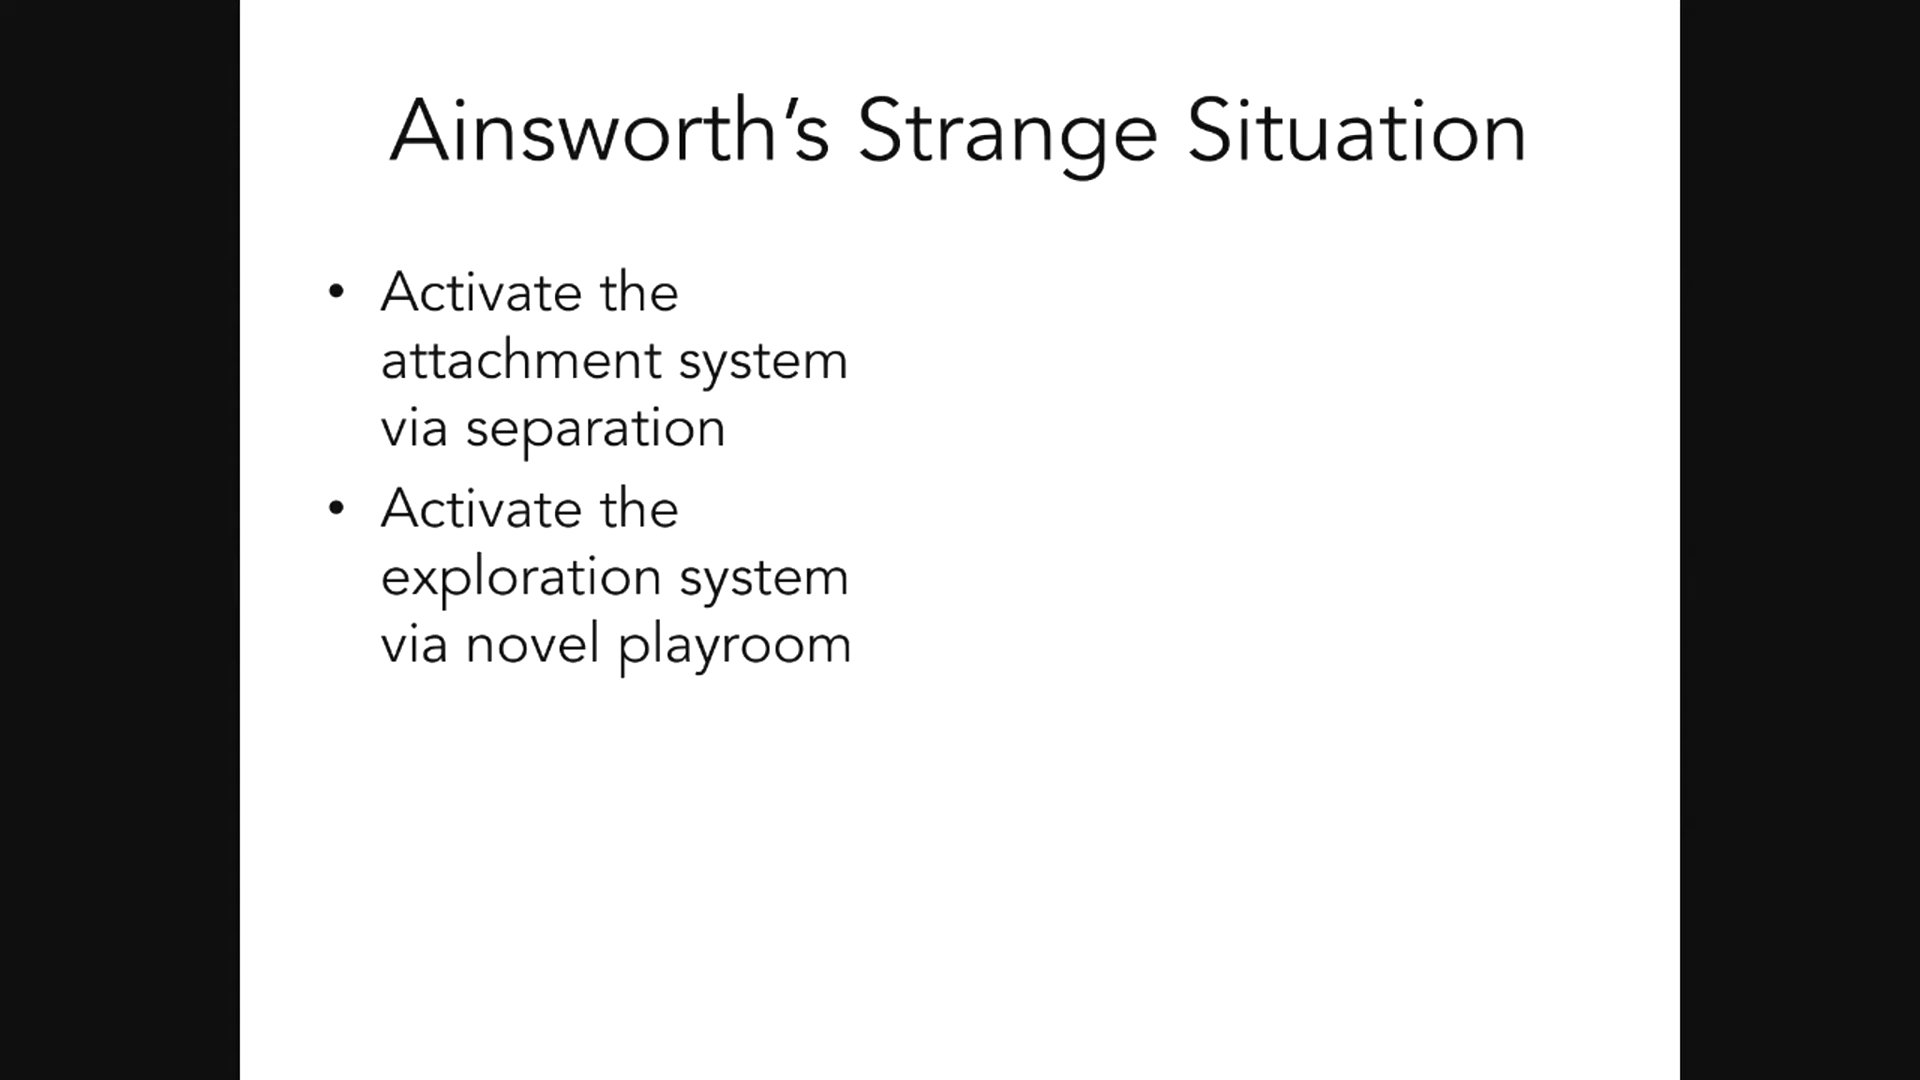 Ainsworth’s Strange Situation
• Activate the
attachment system
via separation
• Activate the
exploration system
via novel playroom